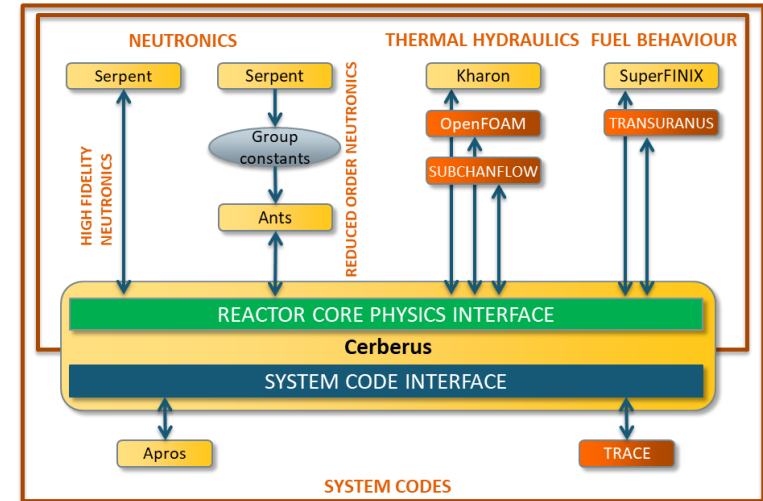 NEUTRONICS
THERMAL HYDRAULICS
FUEL BEHAVIOUR
Serpent
Serpent
Kharon
SuperFINIX
OpenFOAM
TRANSURANUS
Group
constants
SUBCHANFLOW
HIGH FIDELITY
NEUTRONICS
REDUCED ORDER NEUTRONICS
Ants
REACTOR CORE PHYSICS INTERFACE
Cerberus
SYSTEM CODE INTERFACE
Apros
TRACE
SYSTEM CODES